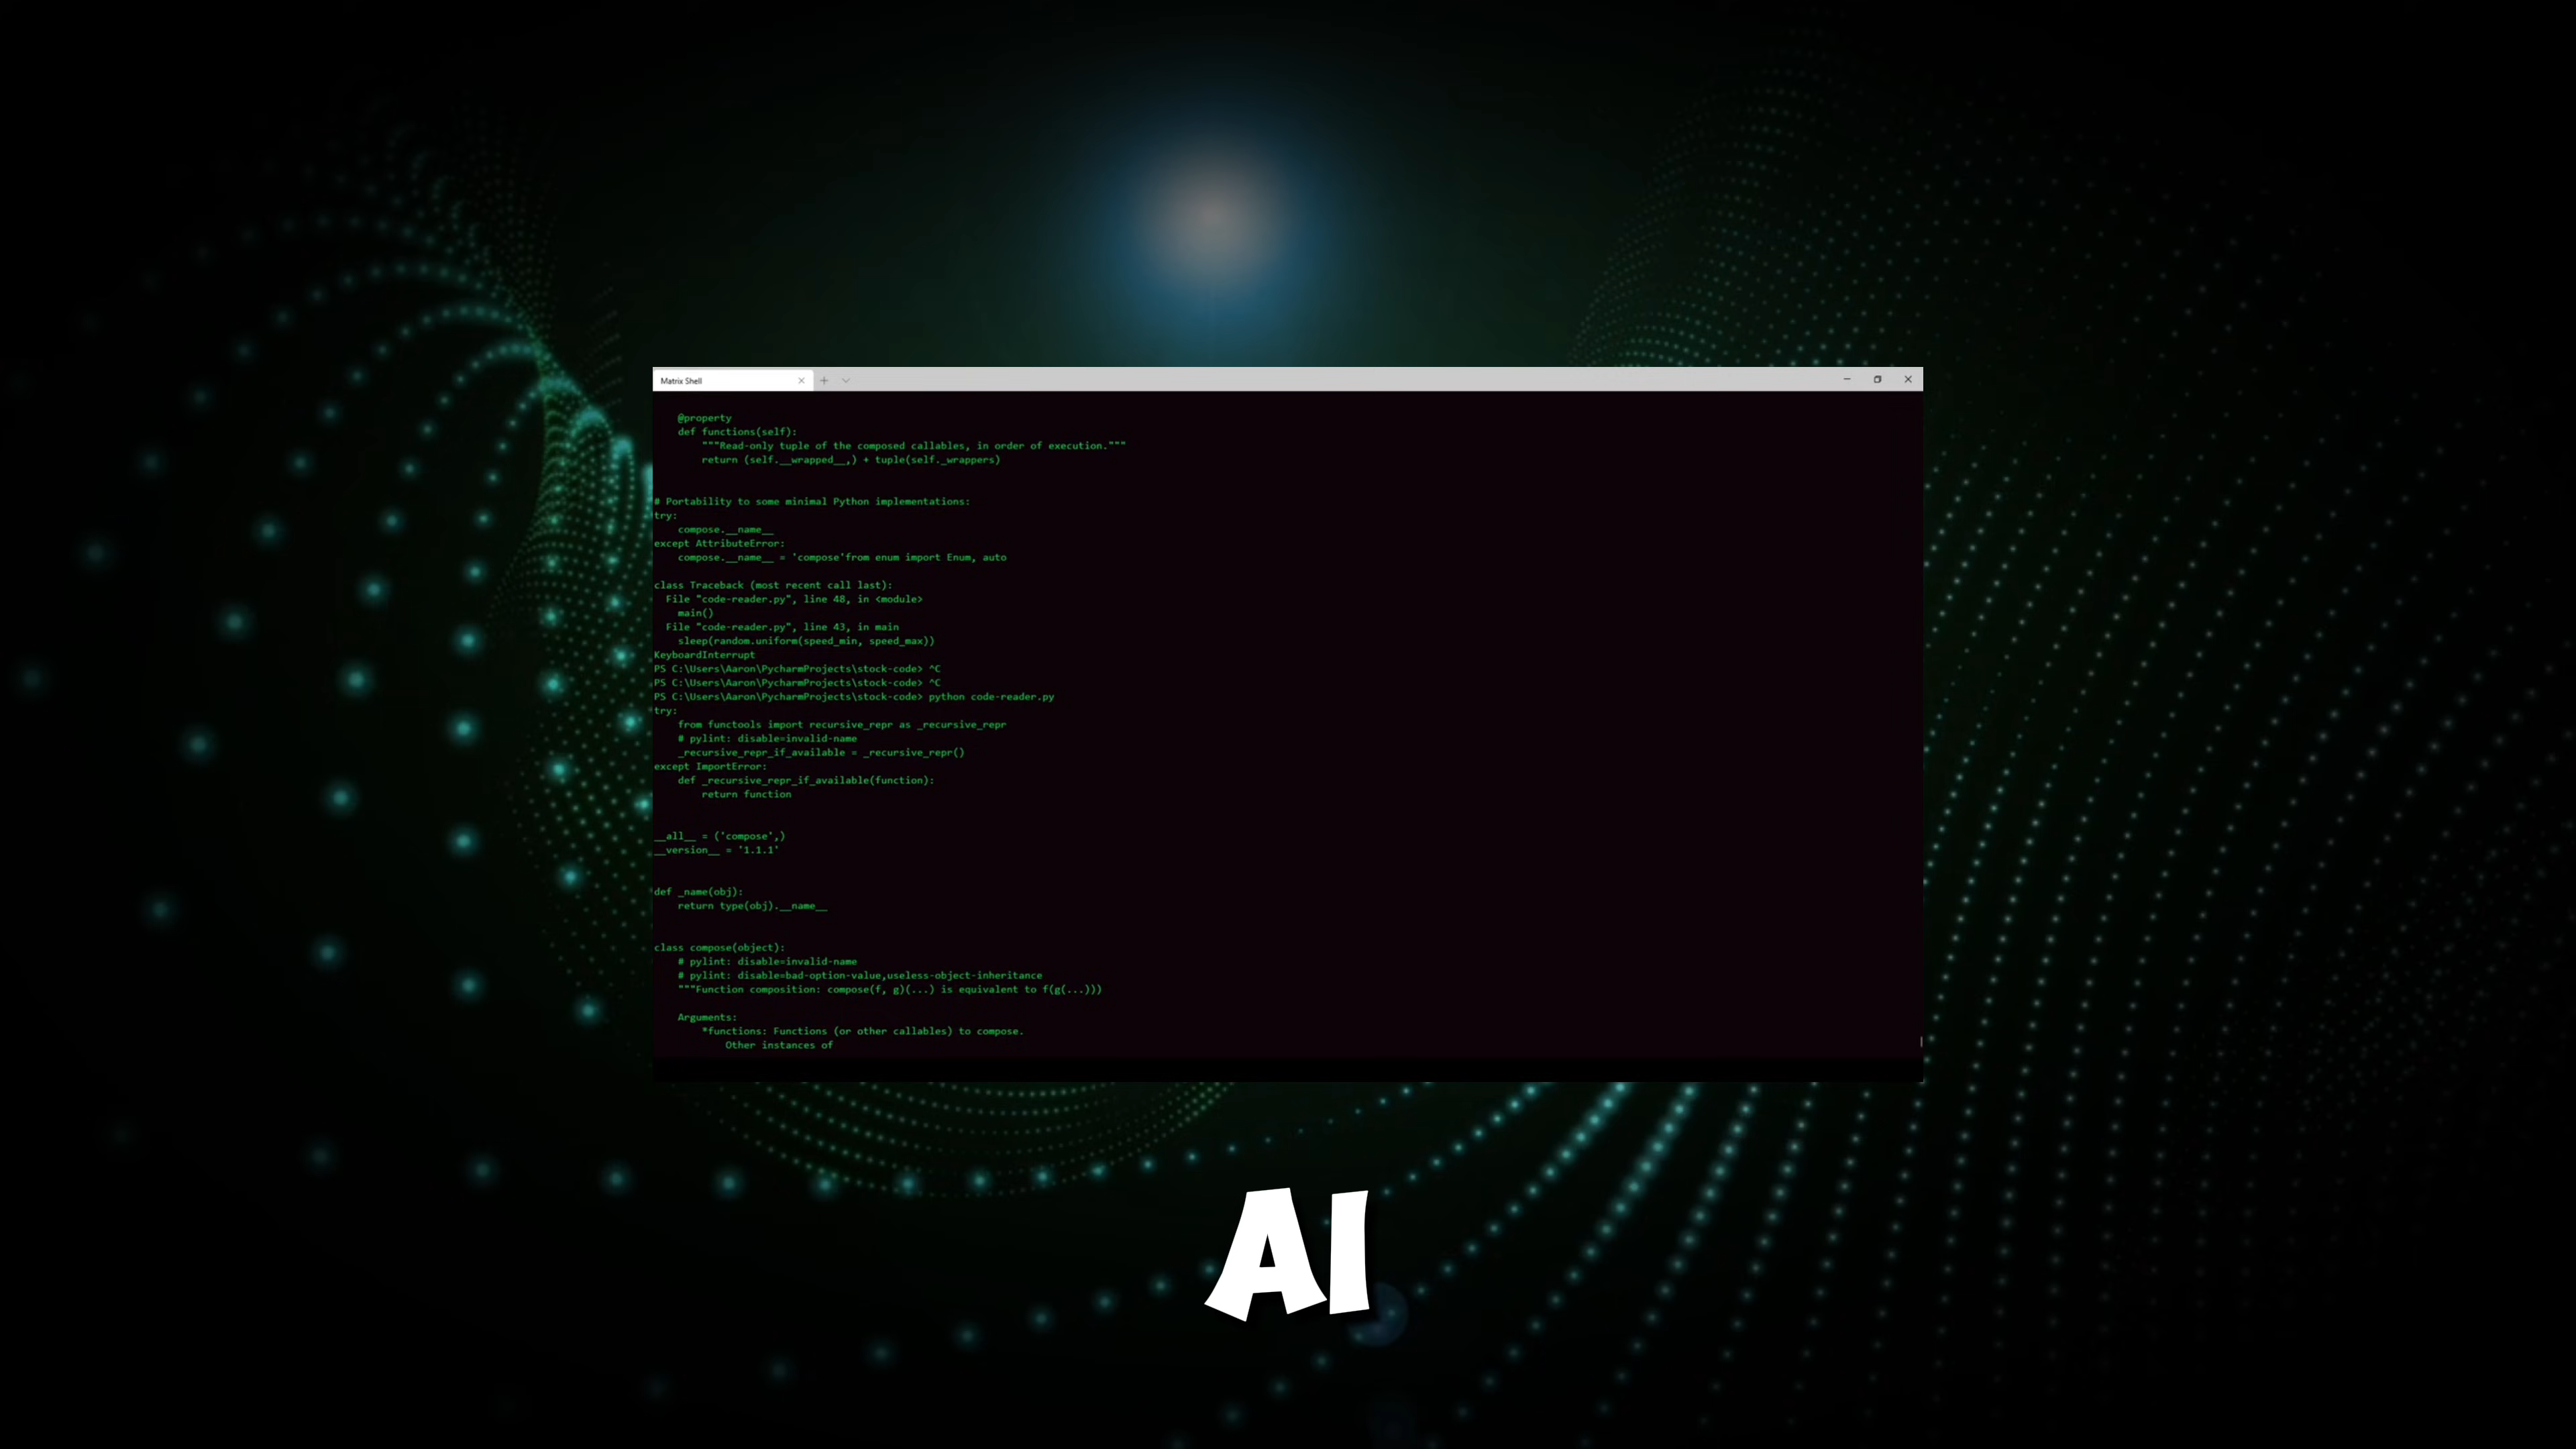 Matrix Shell
@property
def functions(self):
"""Read-only tuple of the composed callables, in order of execution."""
return (self.__wrapped__,) + tuple(self._wrappers)
# Portability to some minimal Python implementations:
try:
compose.__name__
except AttributeError:
compose.__name__ = 'compose'from enum import Enum, auto
class Traceback (most recent call last):
File "code-reader.py", line 48, in <module>
main()
File "code-reader.py", line 43, in main
sleep(random.uniform(speed_min, speed_max))
KeyboardInterrupt
PS C:\Users\Aaron\PycharmProjects\stock-code> ^C
PS C:\Users\Aaron\PycharmProjects\stock-code> ^C
PS C:\Users\Aaron\PycharmProjects\stock-code> python code-reader.py
try:
from functools import recursive_repr as _recursive_repr
# pylint: disable=invalid-name
_recursive_repr_if_available = _recursive_repr()
except ImportError:
def _recursive_repr_if_available(function):
return function
__all__ = ('compose',)
__version__ = '1.1.1'
def _name(obj):
return type(obj).__name__
class compose(object):
# pylint: disable=invalid-name
# pylint: disable=bad-option-value,useless-object-inheritance
"""Function composition: compose(f, g)(...) is equivalent to f(g(...)))
Arguments:
*functions: Functions (or other callables) to compose.
Other instances of
AI